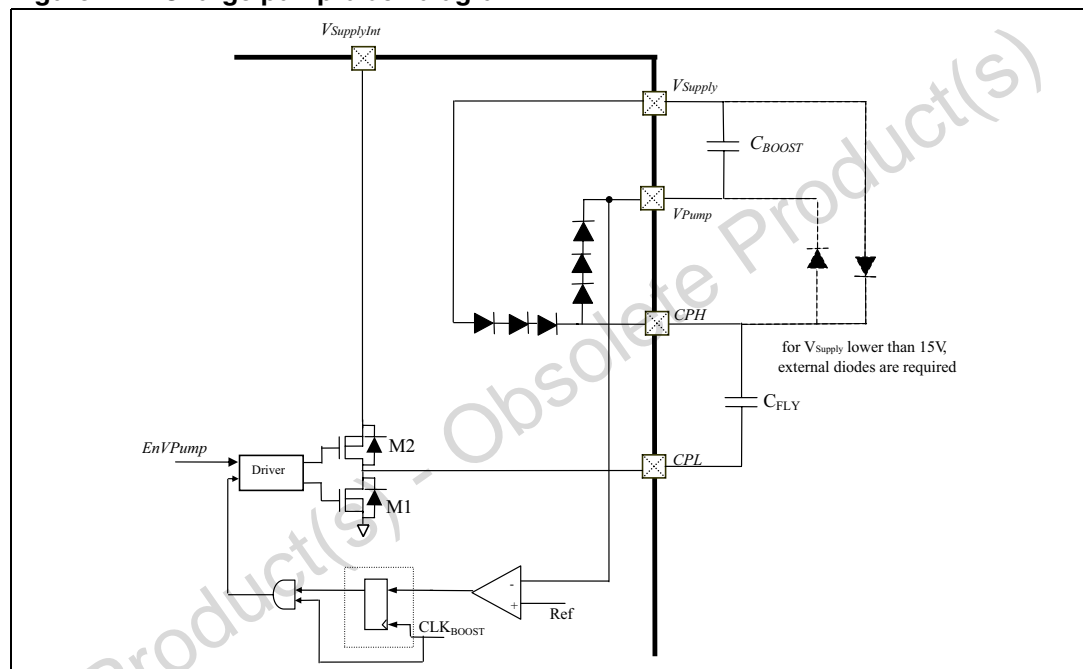 Figure Charge pump block diagram
VSupplyInt
VSupply
CBOOST
VPump
CPH
for VSupply lower than 15V,
external diodes are required
CFLY
EnVPump
M2
CPL
Driver
M1
-
+
Ref
CLKBOOST
Product(s) - Obsolete Product(s)